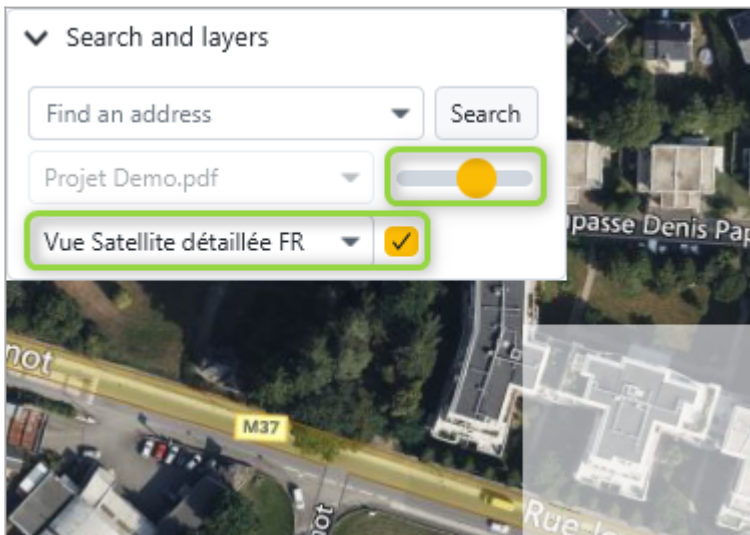 Search and layers
Find an address
Search
Projet Demo.pdf
Vue Satellite détaillée FR
passe Denis Pap
not
M37
not
Rue